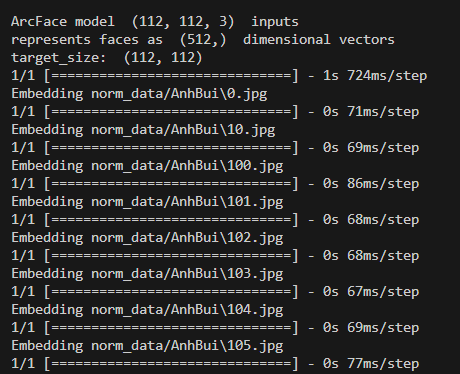 ArcFace model  (112, 112, 3)  inputs
represents faces as  (512,)  dimensional vectors
target_size:  (112, 112)
1/1 [==============================] - 1s 724ms/step
Embedding norm_data/AnhBui\0.jpg
1/1 [==============================] - 0s 71ms/step
Embedding norm_data/AnhBui\10.jpg
1/1 [==============================] - 0s 69ms/step
Embedding norm_data/AnhBui\100.jpg
1/1 [==============================] - 0s 86ms/step
Embedding norm_data/AnhBui\101.jpg
1/1 [==============================] - 0s 68ms/step
Embedding norm_data/AnhBui\102.jpg
1/1 [==============================] - 0s 68ms/step
Embedding norm_data/AnhBui\103.jpg
1/1 [==============================] - 0s 67ms/step
Embedding norm_data/AnhBui\104.jpg
1/1 [==============================] - 0s 69ms/step
Embedding norm_data/AnhBui\105.jpg
1/1 [==============================] - 0s 77ms/step